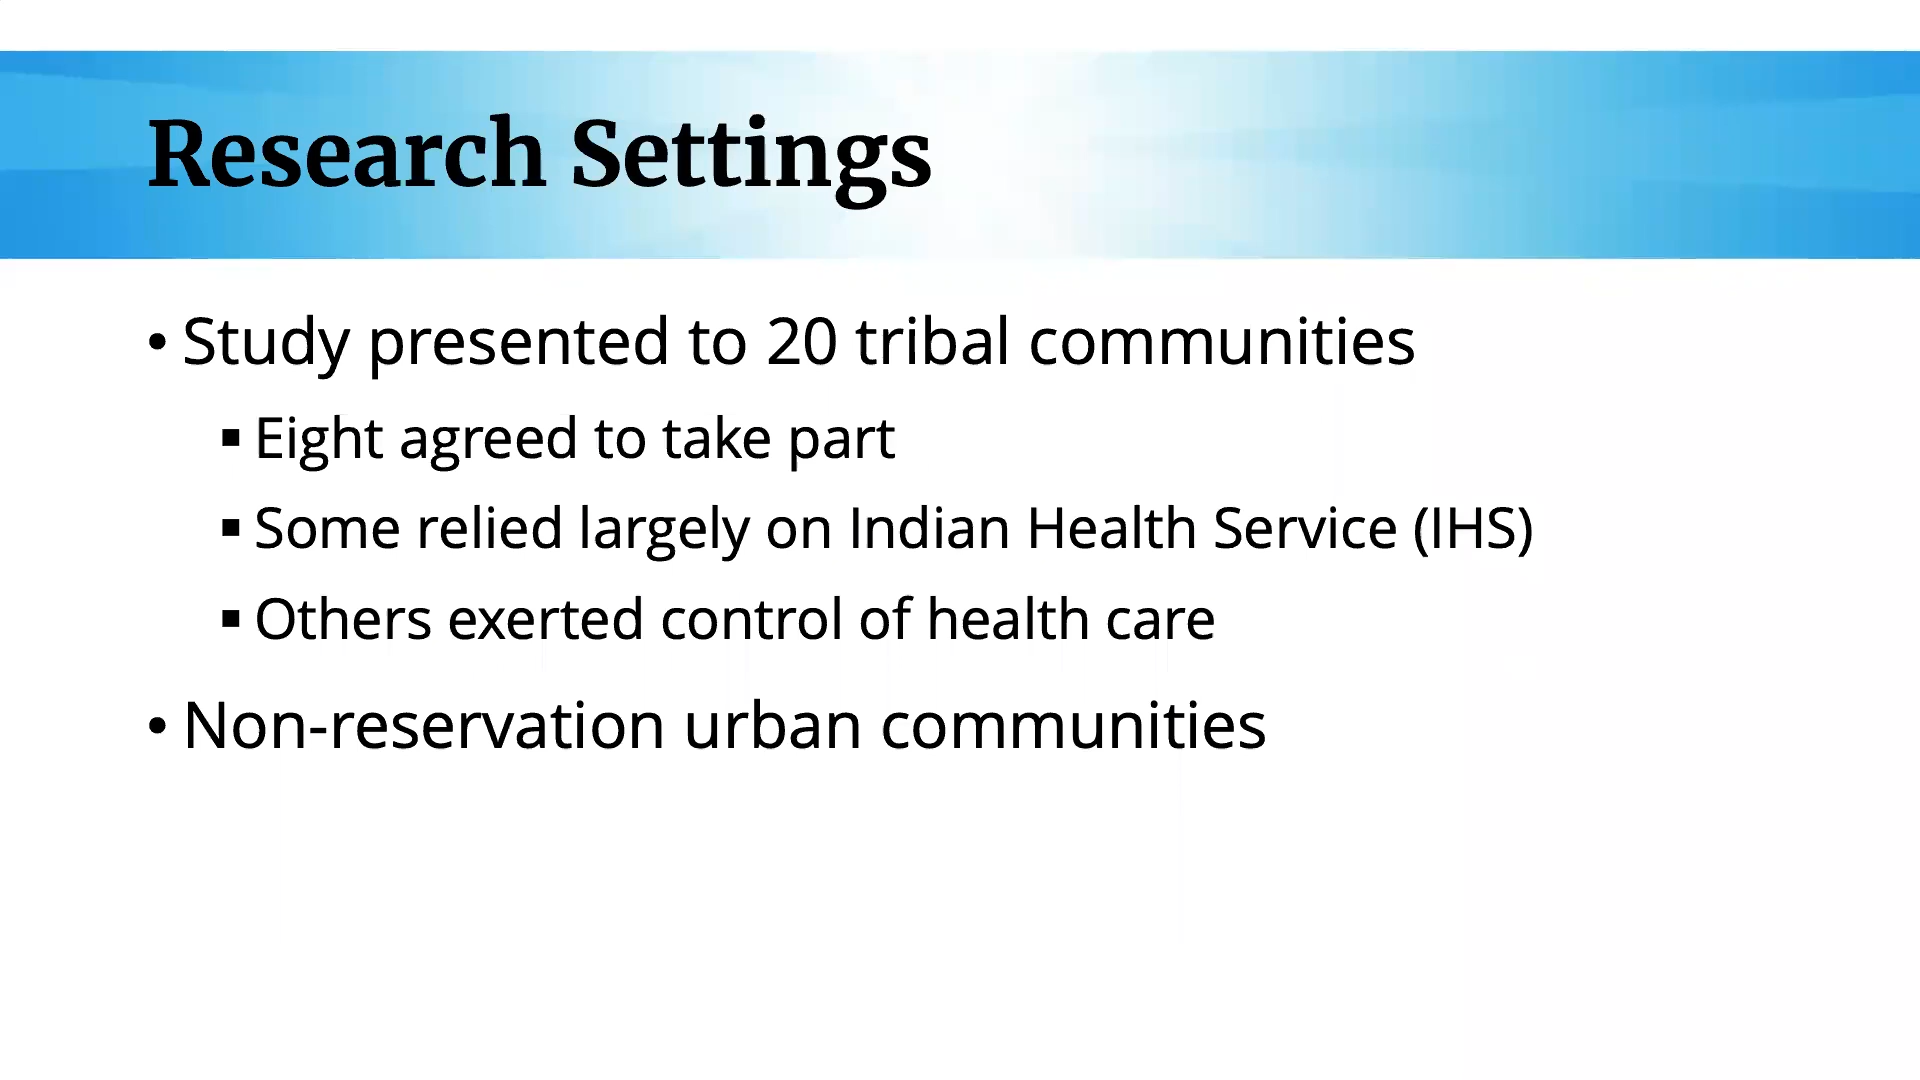 Research Settings
• Study presented to 20 tribal communities
▪ Eight agreed to take part
▪ Some relied largely on Indian Health Service (IHS)
▪ Others exerted control of health care
• Non-reservation urban communities